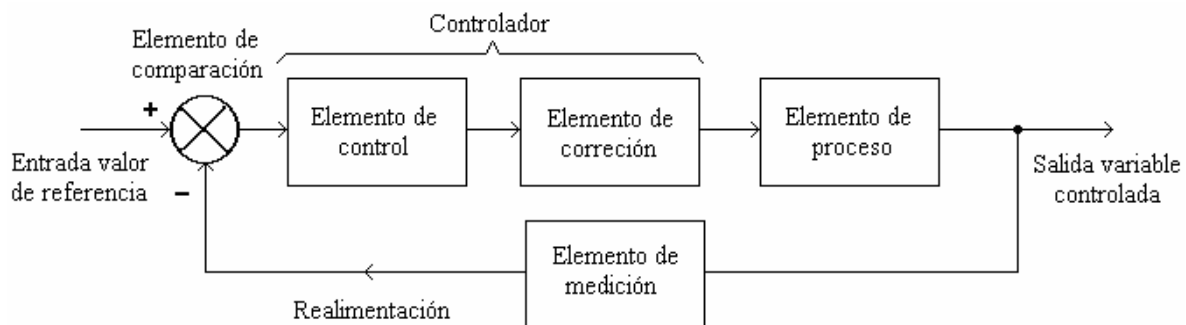 Controlador
Elemento de
comparación
+
Elemento de
control
Elemento de
correción
Elemento de
proceso
Entrada valor
de referencia
−
Salida variable
controlada
Elemento de
medición
Realimentación